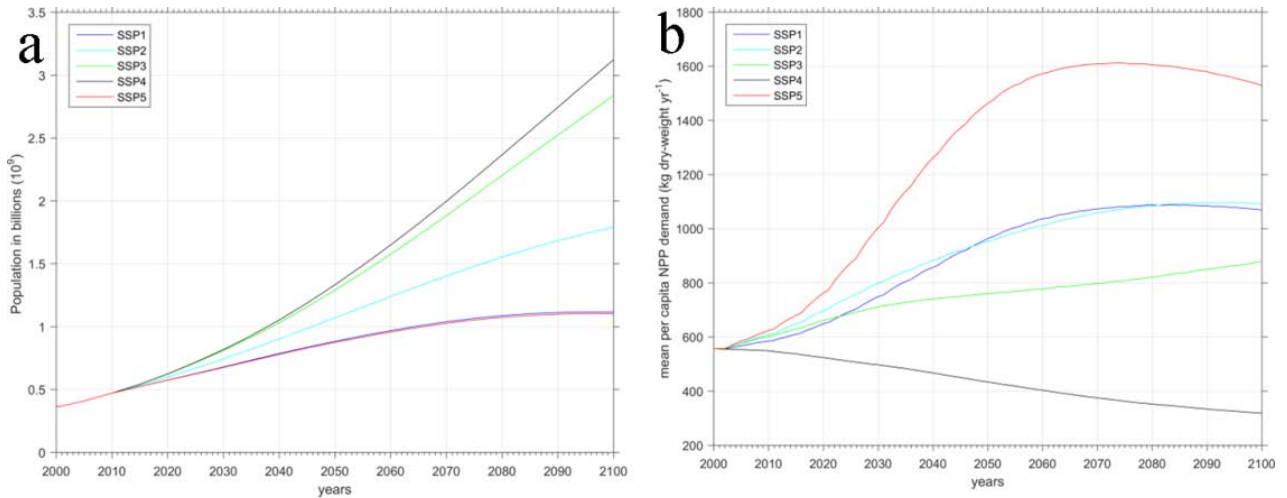 a
3.5
3
2.5
2
1.5
1
0.5
0
Population in billions (10⁹)
SSP1
SSP2
SSP3
SSP4
SSP5
2000 2010 2020 2030 2040 2050 2060 2070 2080 2090 2100
years
b
1800
1600
1400
1200
1000
800
600
400
200
mean per capita NPP demand (kg dry-weight yr⁻¹)
SSP1
SSP2
SSP3
SSP4
SSP5
2000 2010 2020 2030 2040 2050 2060 2070 2080 2090 2100
years